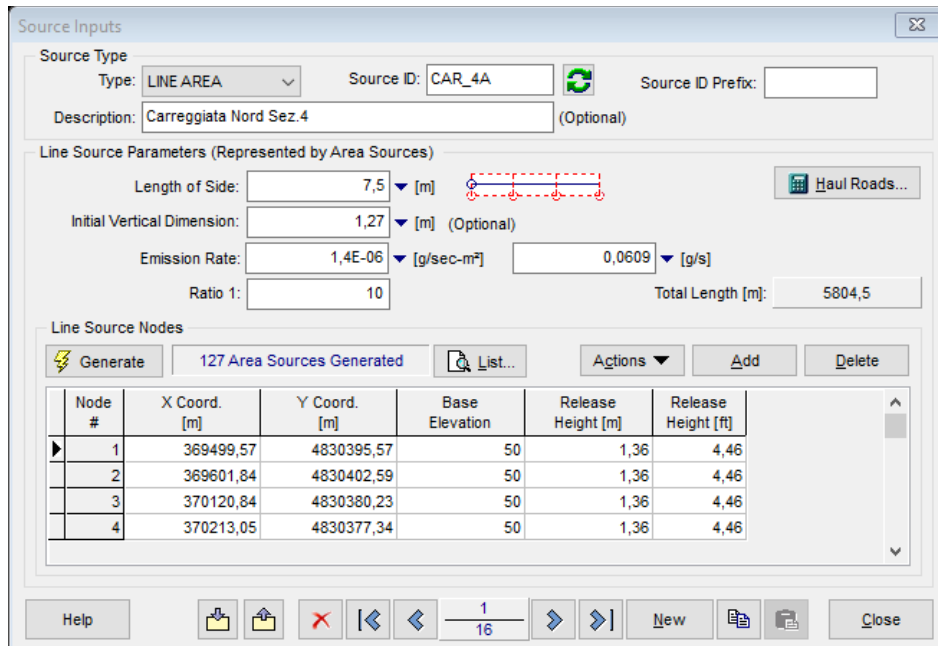 Source Inputs
Source Type
Type: LINE AREA Source ID: CAR_4A Source ID Prefix:
Description: Carreggiata Nord Sez.4 (Optional)
Line Source Parameters (Represented by Area Sources)
Length of Side: 7,5 [m] Haul Roads...
Initial Vertical Dimension: 1,27 [m] (Optional)
Emission Rate: 1,4E-06 [g/sec-m²] 0,0609 [g/s]
Ratio 1: 10 Total Length [m]: 5804,5
Line Source Nodes
Generate 127 Area Sources Generated List... Actions Add Delete
Node # X Coord. [m] Y Coord. [m] Base Elevation Release Height [m] Release Height [ft]
1 369499,57 4830395,57 50 1,36 4,46
2 369601,84 4830402,59 50 1,36 4,46
3 370120,84 4830380,23 50 1,36 4,46
4 370213,05 4830377,34 50 1,36 4,46
Help 1 16 New Close